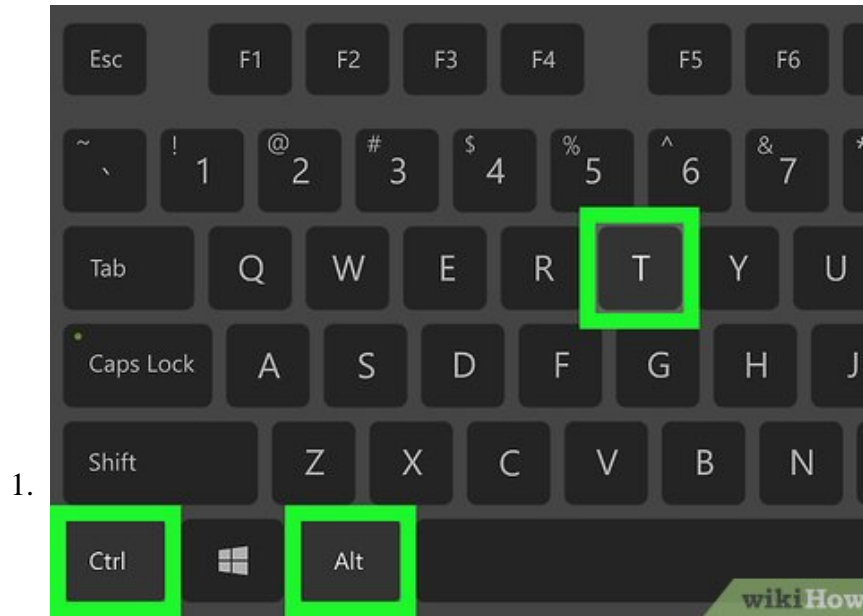 Esc F1 F2 F3 F4 F5 F6
~ ` ! 1 @ 2 # 3 $ 4 % 5 ^ 6 & 7 *
Tab Q W E R T Y U
Caps Lock A S D F G H J
Shift Z X C V B N
1.
Ctrl Alt
wikiHow